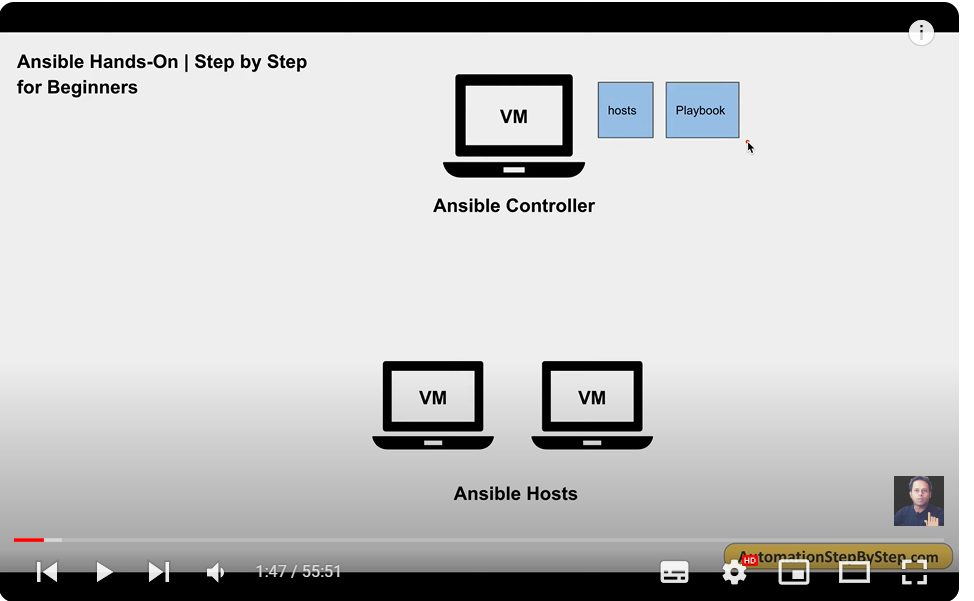 Ansible Hands-On | Step by Step
for Beginners
VM
hosts
Playbook
Ansible Controller
VM
VM
Ansible Hosts
AutomationStepByStep.com
1:47 / 55:51
HD